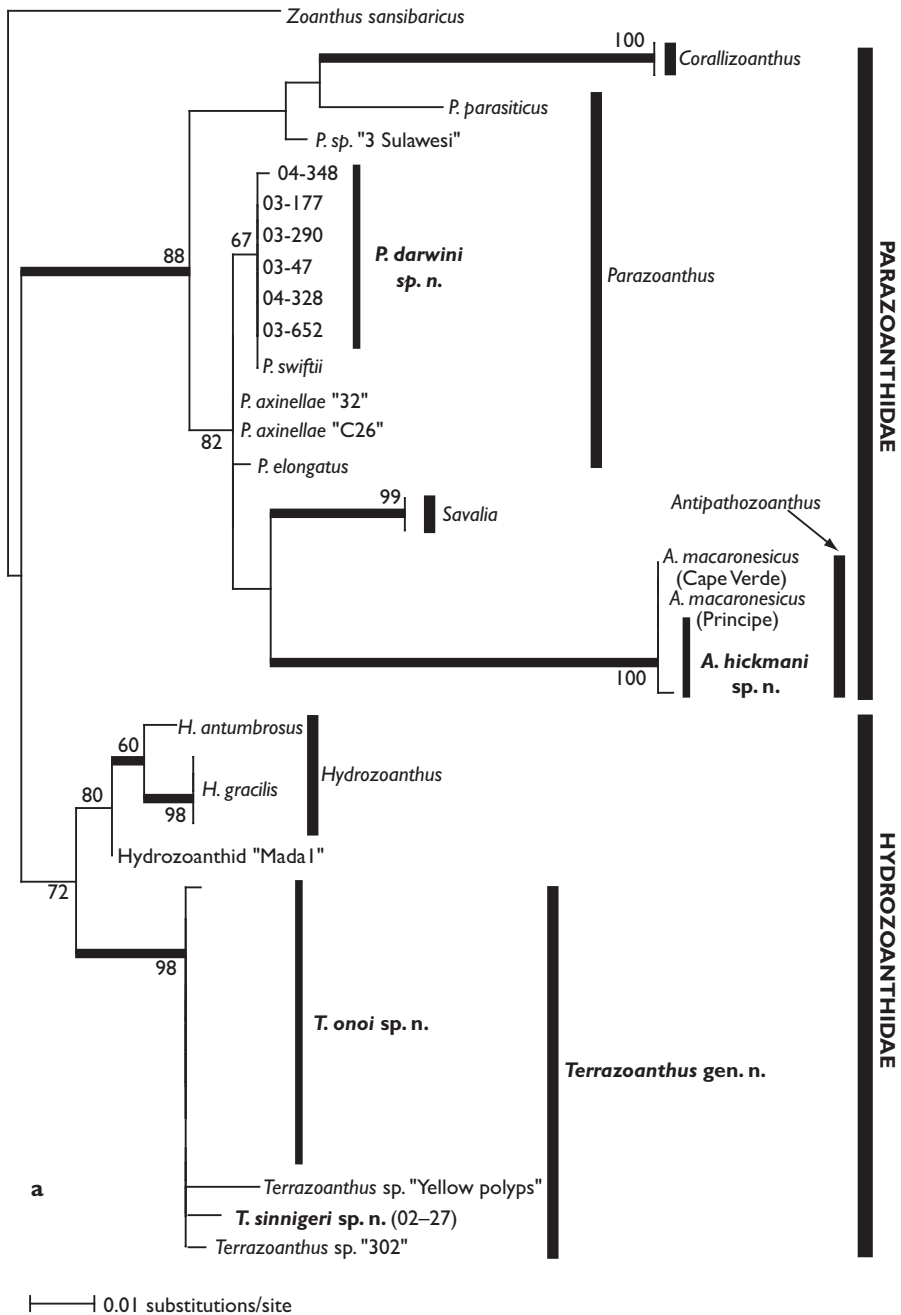 Zoanthus sansibaricus
100
Corallizoanthus
P. parasiticus
P. sp. "3 Sulawesi"
04-348
03-177
03-290
67
88
P. darwini
sp. n.
03-47
04-328
03-652
Parazoanthus
PARAZOANTHIDAE
P. swiftii
P. axinellae "32"
P. axinellae "C26"
82
P. elongatus
99
Savalia
Antipathozoanthus
A. macaronesicus
(Cape Verde)
A. macaronesicus
(Principe)
A. hickmani
sp. n.
100
H. antumbrosus
60
Hydrozoanthus
H. gracilis
80
98
Hydrozoanthid "Mada1"
72
HYDROZOANTHIDAE
98
T. onoi sp. n.
Terrazoanthus gen. n.
a
Terrazoanthus sp. "Yellow polyps"
T. sinnigeri sp. n. (02–27)
Terrazoanthus sp. "302"
0.01 substitutions/site